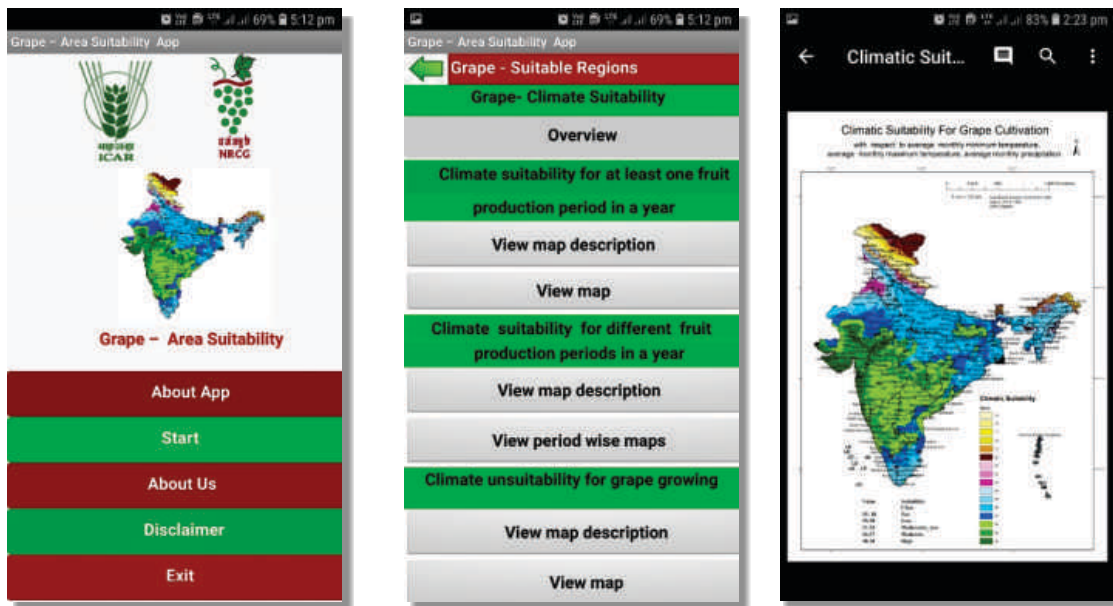 69% 5:12 pm
Grape – Area Suitability App
ICAR
NRCG
Grape – Area Suitability
About App
Start
About Us
Disclaimer
Exit
69% 5:12 pm
Grape – Area Suitability App
Grape - Suitable Regions
Grape- Climate Suitability
Overview
Climate suitability for at least one fruit
production period in a year
View map description
View map
Climate suitability for different fruit
production periods in a year
View map description
View period wise maps
Climate unsuitability for grape growing
View map description
View map
83% 2:23 pm
Climatic Suit...
Climatic Suitability For Grape Cultivation
with respect to average monthly minimum temperature,
average monthly maximum temperature, average monthly precipitation
Climatic Suitability